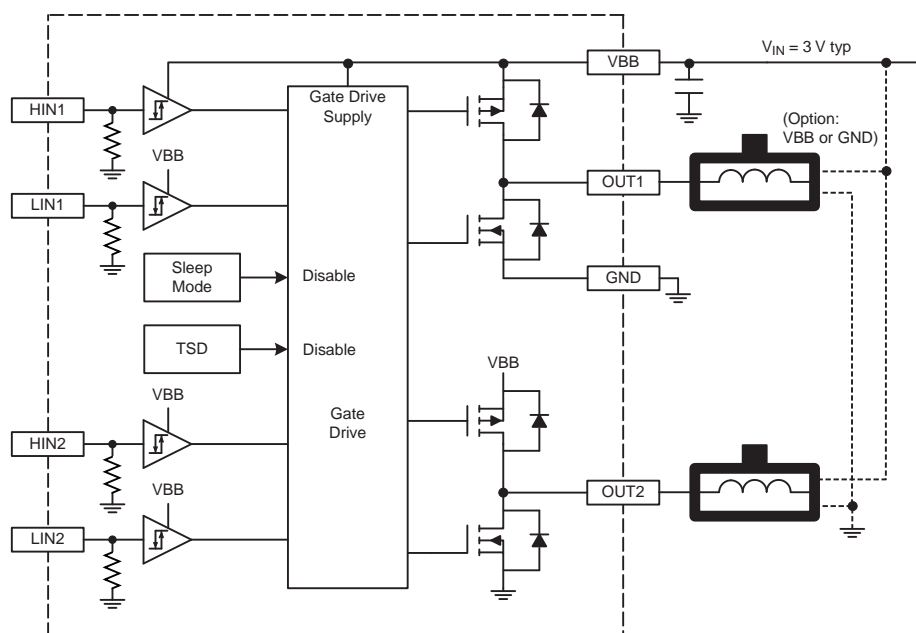 VIN = 3 V typ
VBB
HIN1
Gate Drive
Supply
(Option:
VBB or GND)
VBB
LIN1
OUT1
Sleep
Mode
Disable
GND
TSD
Disable
VBB
VBB
HIN2
Gate
Drive
VBB
OUT2
LIN2